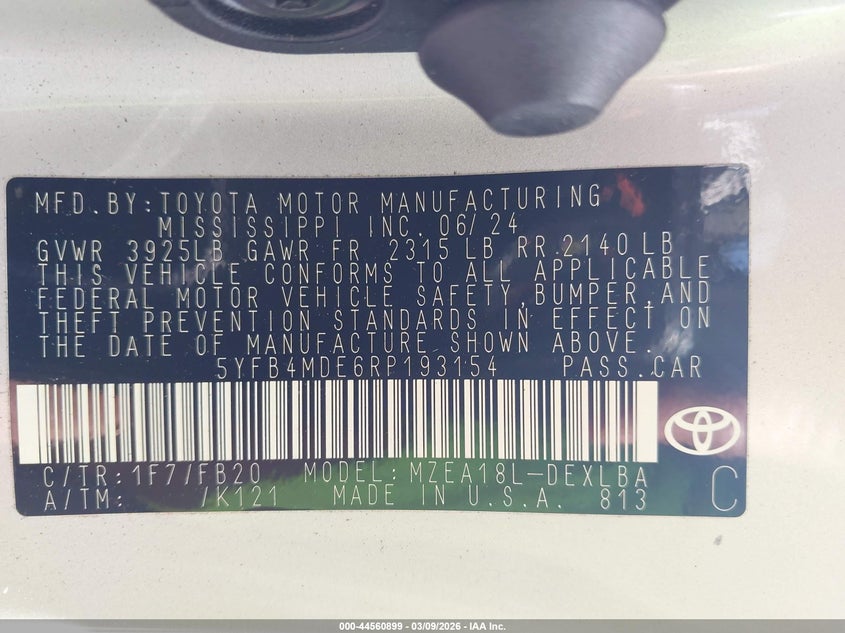 MFD.BY:TOYOTA MOTOR MANUFACTURING
MISSISSIPPI INC. 06/24
GVWR 3925LB GAWR FR 2315 LB RR 2140 LB
THIS VEHICLE CONFORMS TO ALL APPLICABLE
FEDERAL MOTOR VEHICLE SAFETY,BUMPER,AND
THEFT PREVENTION STANDARDS IN EFFECT ON
THE DATE OF MANUFACTURE SHOWN ABOVE.
5YFB4MDE6RP193154 PASS.CAR
C/TR:1F7/FB20 MODEL:MZEA18L-DEXLBA
A/TM: /K121 MADE IN U.S.A. 813 C
000-44560899 - 03/09/2026 - IAA Inc.